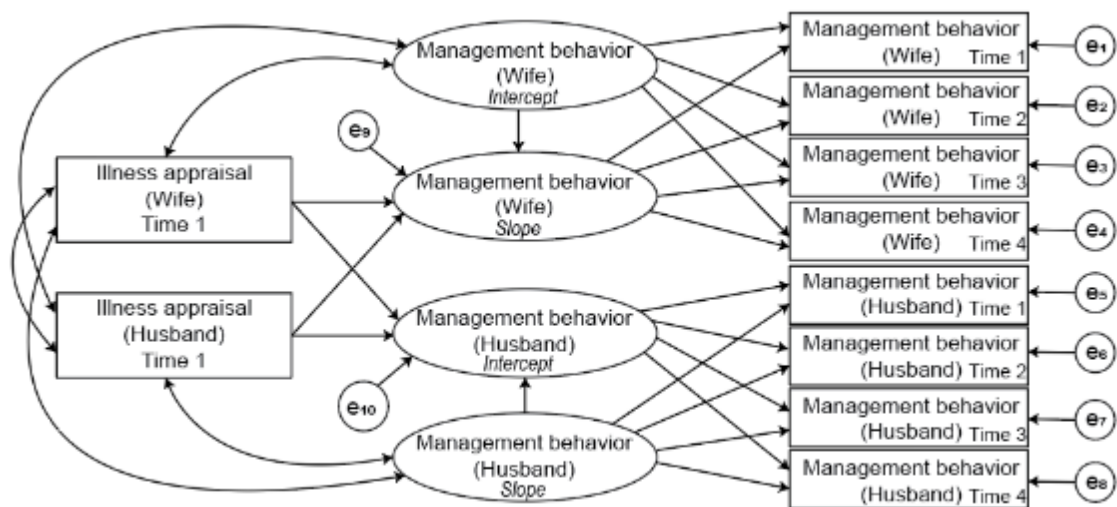 Management behavior
(Wife)
Intercept
e₉
Management behavior
(Wife)
Slope
Illness appraisal
(Wife)
Time 1
Illness appraisal
(Husband)
Time 1
Management behavior
(Husband)
Intercept
e₁₀
Management behavior
(Husband)
Slope
Management behavior
(Wife) Time 1
e₁
Management behavior
(Wife) Time 2
e₂
Management behavior
(Wife) Time 3
e₃
Management behavior
(Wife) Time 4
e₄
Management behavior
(Husband) Time 1
e₅
Management behavior
(Husband) Time 2
e₆
Management behavior
(Husband) Time 3
e₇
Management behavior
(Husband) Time 4
e₈